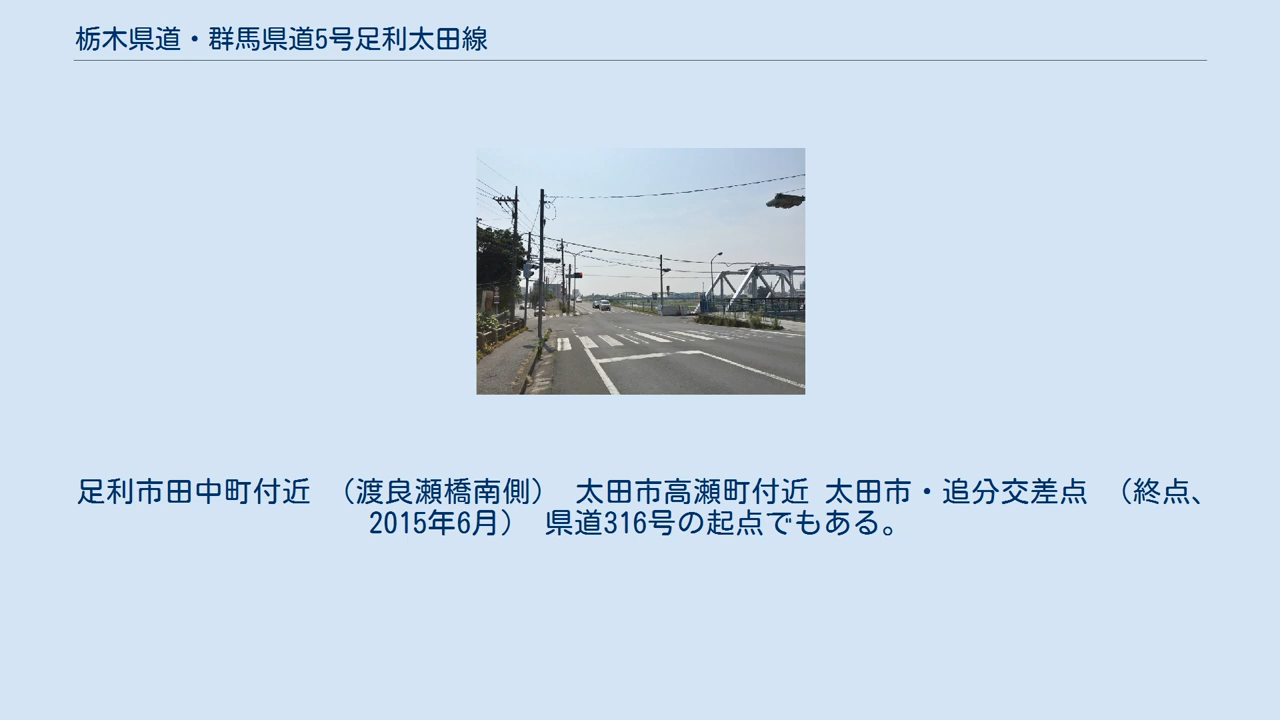 栃木県道・群馬県道5号足利太田線
足利市田中町付近 （渡良瀬橋南側） 太田市高瀬町付近 太田市・追分交差点 （終点、
2015年6月） 県道316号の起点でもある。